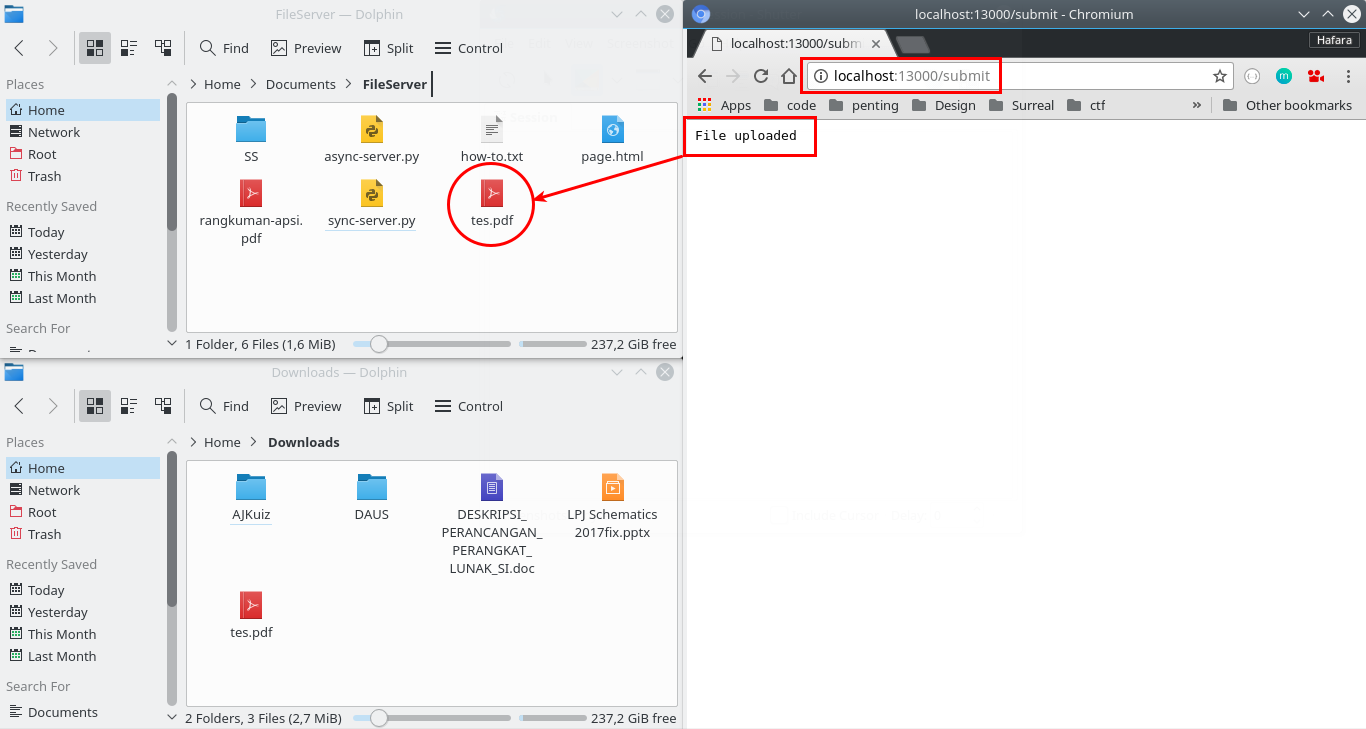 FileServer — Dolphin
Find
Preview
Split
Control
Places
Home
Network
Root
Trash
Recently Saved
Today
Yesterday
This Month
Last Month
Search For
Home
Documents
FileServer
SS
async-server.py
how-to.txt
page.html
rangkuman-apsi.
pdf
sync-server.py
tes.pdf
1 Folder, 6 Files (1,6 MiB)
237,2 GiB free
Downloads — Dolphin
Find
Preview
Split
Control
Places
Home
Network
Root
Trash
Recently Saved
Today
Yesterday
This Month
Last Month
Search For
Documents
Home
Downloads
AJKuiz
DAUS
DESKRIPSI_
PERANCANGAN_
PERANGKAT_
LUNAK_SI.doc
LPJ Schematics
2017fix.pptx
tes.pdf
2 Folders, 3 Files (2,7 MiB)
237,2 GiB free
localhost:13000/submit - Chromium
localhost:13000/subm
Hafara
localhost:13000/submit
m
Apps
code
penting
Design
Surreal
ctf
»
Other bookmarks
File uploaded